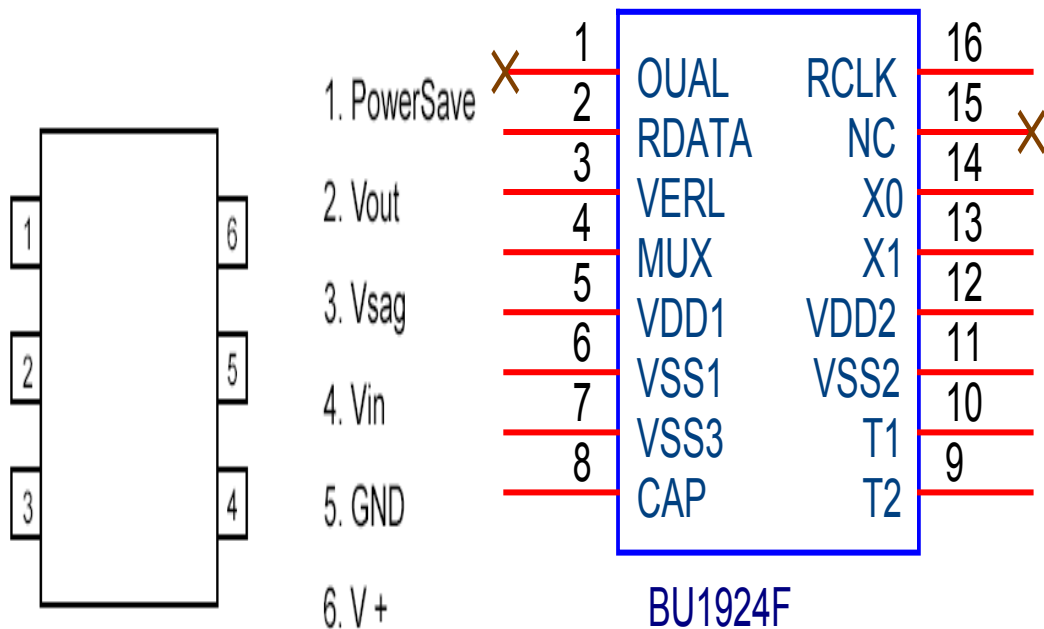 1
2
3
6
5
4
1. PowerSave
2. Vout
3. Vsag
4. Vin
5. GND
6. V +
1 OUAL RCLK 16
2 RDATA NC 15
3 VERL X0 14
4 MUX X1 13
5 VDD1 VDD2 12
6 VSS1 VSS2 11
7 VSS3 T1 10
8 CAP T2 9
BU1924F